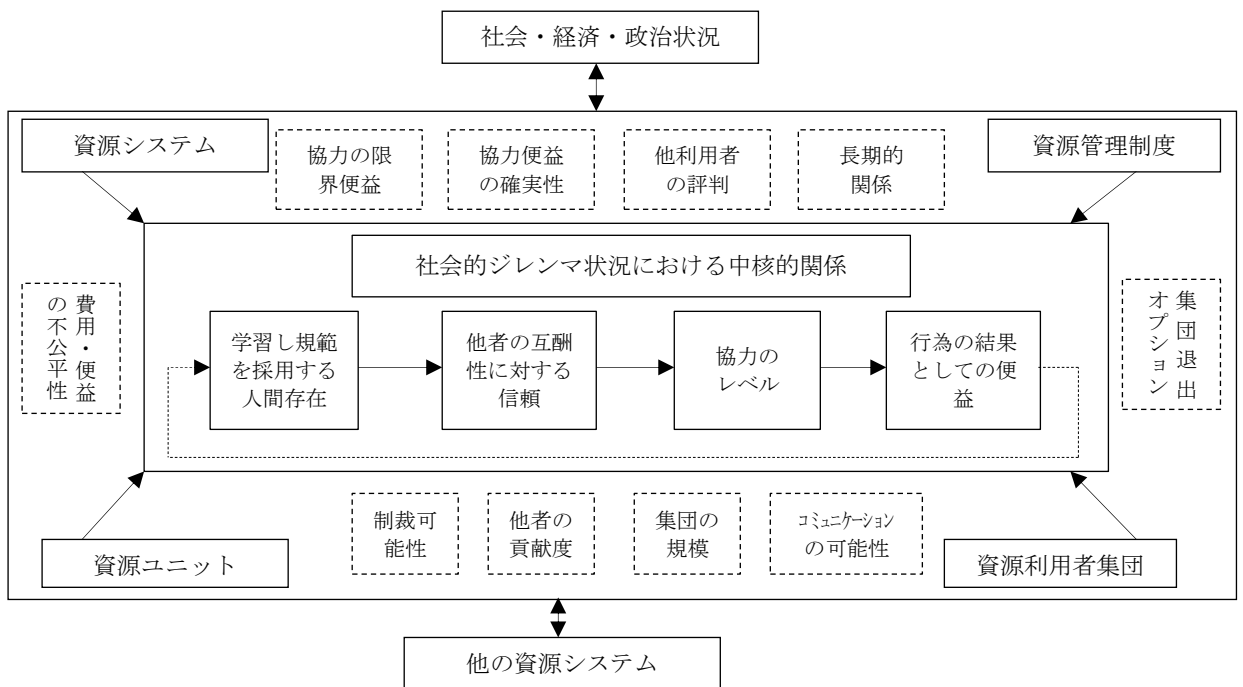 社会・経済・政治状況
資源システム
協力の限
界便益
協力便益
の確実性
他利用者
の評判
長期的
関係
資源管理制度
社会的ジレンマ状況における中核的関係
費用・便益
の不公平性
学習し規範
を採用する
人間存在
他者の互酬
性に対する
信頼
協力の
レベル
行為の結果
としての便
益
集団退出
オプション
制裁可
能性
他者の
貢献度
集団の
規模
コミュニケーション
の可能性
資源ユニット
資源利用者集団
他の資源システム